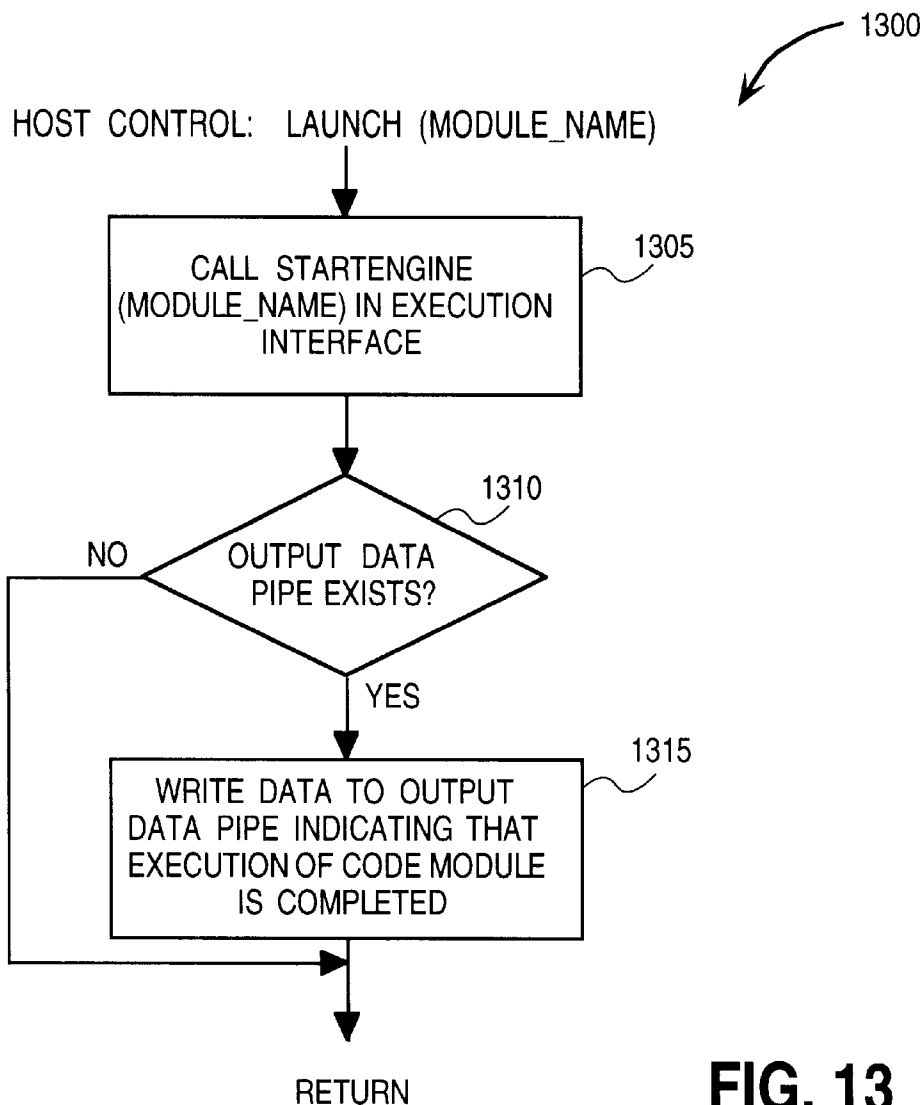 1300
HOST CONTROL: LAUNCH (MODULE_NAME)
1305
CALL STARTENGINE
(MODULE_NAME) IN EXECUTION
INTERFACE
1310
NO
OUTPUT DATA
PIPE EXISTS?
YES
1315
WRITE DATA TO OUTPUT
DATA PIPE INDICATING THAT
EXECUTION OF CODE MODULE
IS COMPLETED
RETURN
FIG. 13